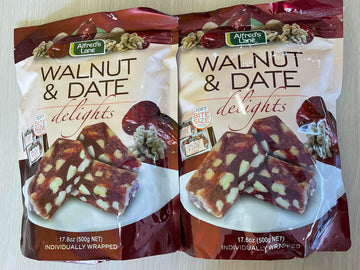 Alfred's
Lane
WALNUT
& DATE
delights
SOFT
BITE SIZE
17.6oz (500g NET)
INDIVIDUALLY WRAPPED
Alfred's
Lane
WALNUT
& DATE
delights
SOFT
BITE SIZE
17.6oz (500g NET)
INDIVIDUALLY WRAPPED